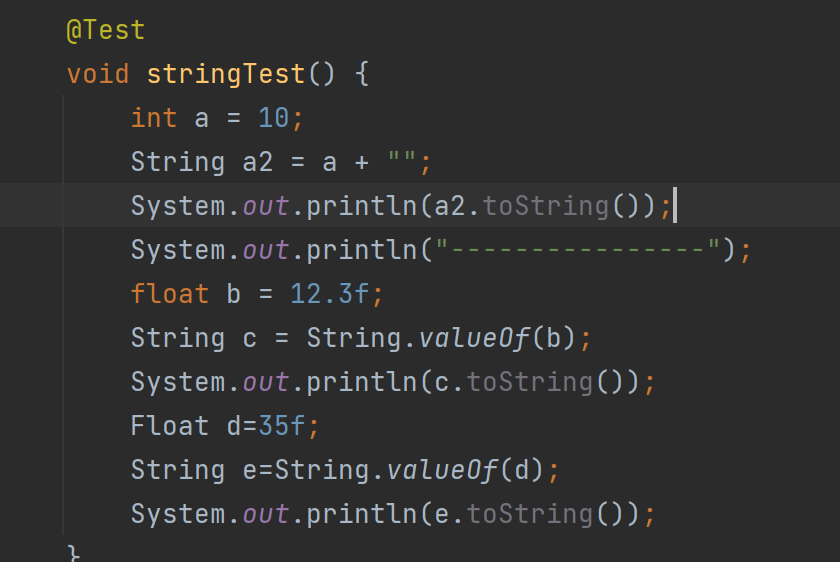 @Test
void stringTest() {
int a = 10;
String a2 = a + "";
System.out.println(a2.toString());
System.out.println("----------------");
float b = 12.3f;
String c = String.valueOf(b);
System.out.println(c.toString());
Float d=35f;
String e=String.valueOf(d);
System.out.println(e.toString());
}